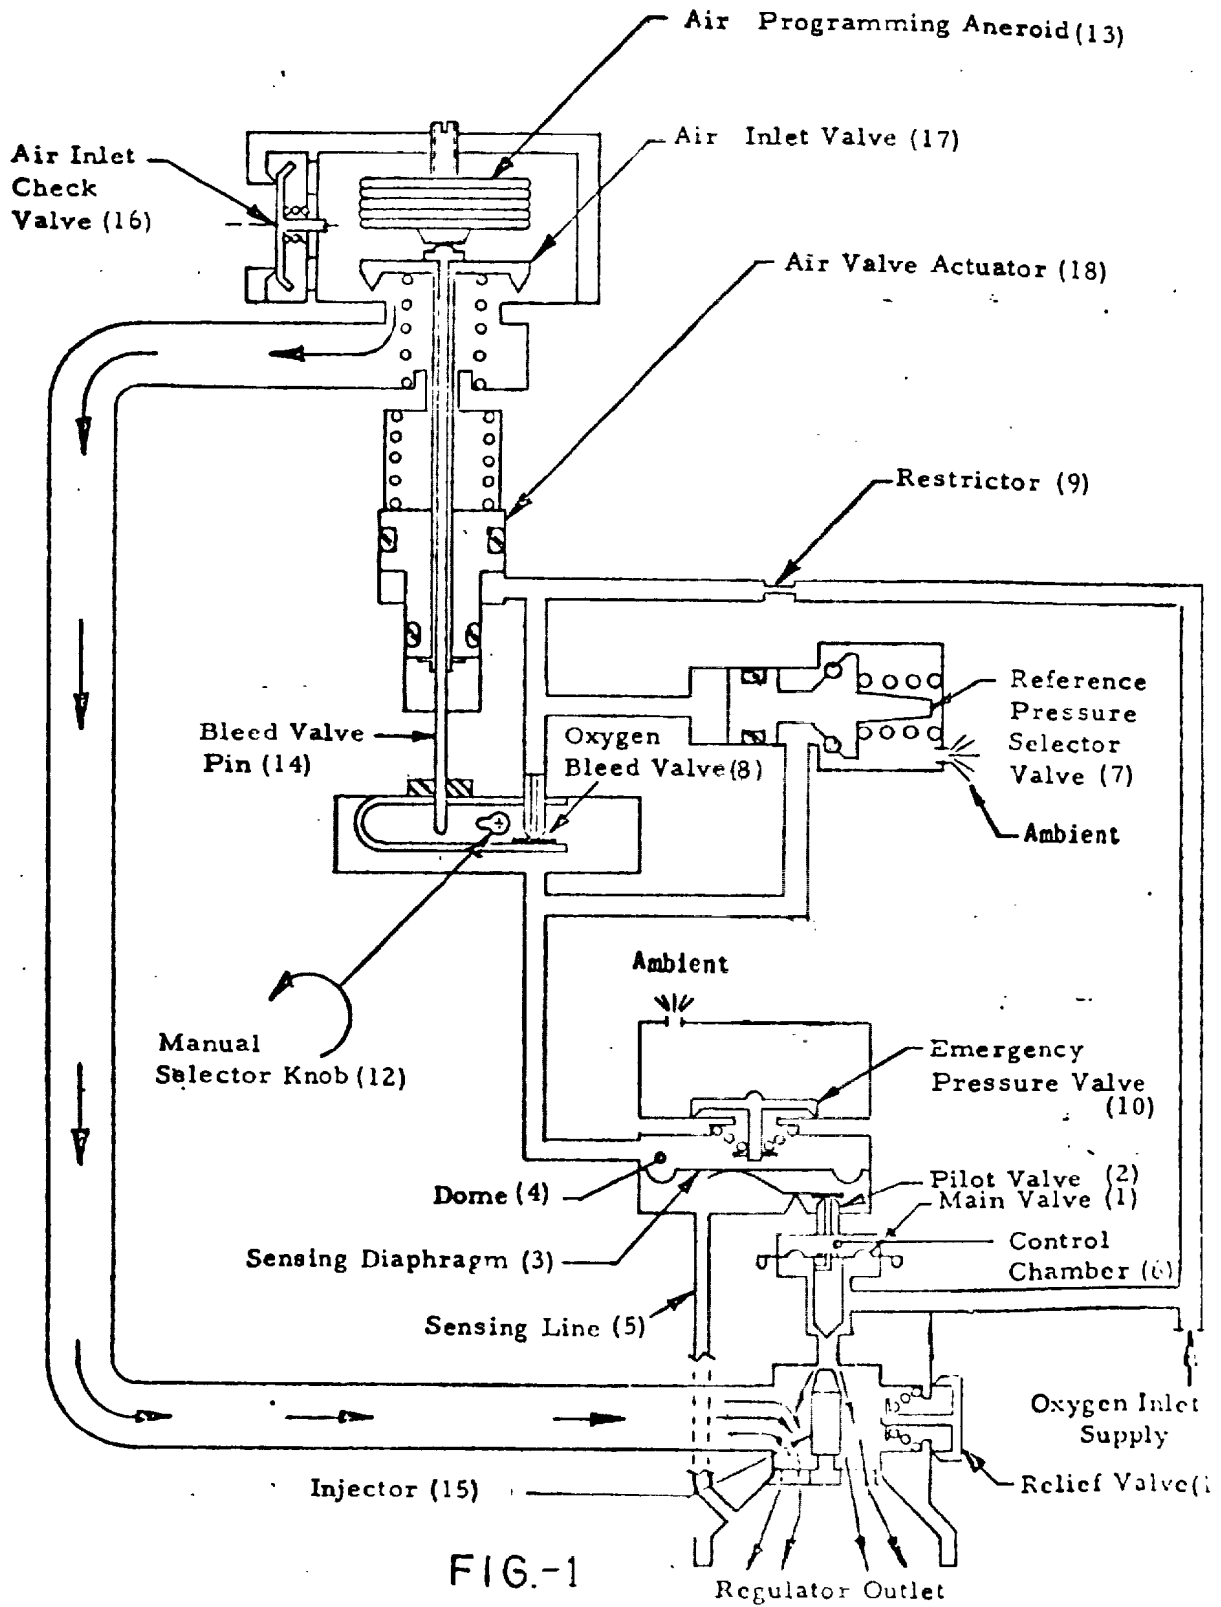 Air Programming Aneroid (13)
Air Inlet Valve (17)
Air Inlet
Check
Valve (16)
Air Valve Actuator (18)
Restrictor (9)
Reference
Pressure
Selector
Valve (7)
Bleed Valve
Pin (14)
Oxygen
Bleed Valve (8)
Ambient
Ambient
Manual
Selector Knob (12)
Emergency
Pressure Valve
(10)
Dome (4)
Pilot Valve (2)
Main Valve (1)
Sensing Diaphragm (3)
Control
Chamber (6)
Sensing Line (5)
Oxygen Inlet
Supply
Injector (15)
Relief Valve
FIG.-1
Regulator Outlet